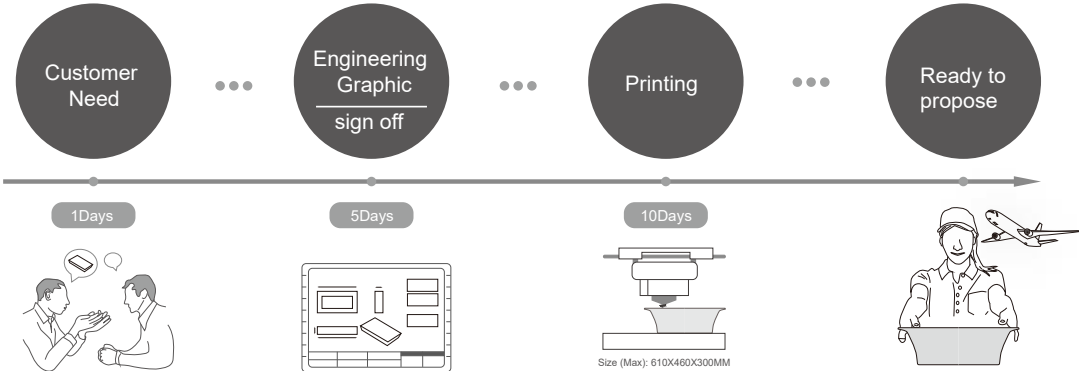 Customer
Need
Engineering
Graphic
sign off
Printing
Ready to
propose
1Days
5Days
10Days
Size (Max): 610X460X300MM